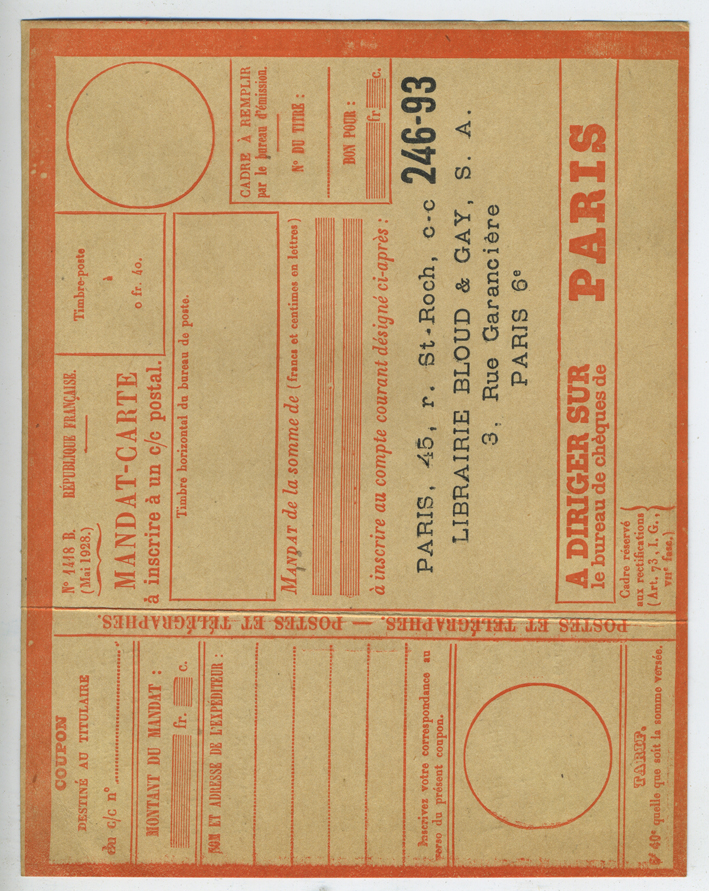 COUPON
DESTINÉ AU TITULAIRE
du c/c n°
MONTANT DU MANDAT :
fr. c.
NOM ET ADRESSE DE L'EXPÉDITEUR :
Inscrivez votre correspondance au
verso du présent coupon.
TARIF.
0f 40c quelle que soit la somme versée.
POSTES ET TÉLÉGRAPHES. — POSTES ET TÉLÉGRAPHES.
N° 1418 B.
(Mai 1928.)
RÉPUBLIQUE FRANÇAISE.
MANDAT-CARTE
à inscrire à un c/c postal.
Timbre-poste
à
0 fr. 40.
Timbre horizontal du bureau de poste.
CADRE À REMPLIR
par le bureau d'émission.
N° DU TITRE :
BON POUR :
fr. c.
MANDAT de la somme de (francs et centimes en lettres)
à inscrire au compte courant désigné ci-après :
PARIS, 45, r. St-Roch, c-c 246-93
LIBRAIRIE BLOUD & GAY, S. A.
3, Rue Garancière
PARIS 6e
A DIRIGER SUR
le bureau de chèques de
PARIS
Cadre réservé
aux rectifications
(Art. 73, I. G.,
VIIe fasc.)